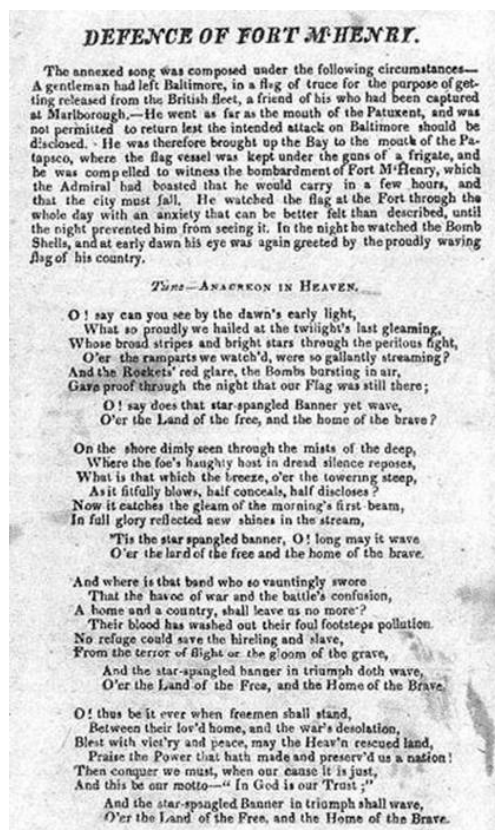 DEFENCE OF FORT M'HENRY.
The annexed song was composed under the following circumstances—
A gentleman had left Baltimore, in a flag of truce for the purpose of get-
ting released from the British fleet, a friend of his who had been captured
at Marlborough.—He went as far as the mouth of the Patuxent, and was
not permitted to return lest the intended attack on Baltimore should be
disclosed. He was therefore brought up the Bay to the mouth of the Pa-
tapsco, where the flag vessel was kept under the guns of a frigate, and
he was compelled to witness the bombardment of Fort M'Henry, which
the Admiral had boasted that he would carry in a few hours, and
that the city must fall. He watched the flag at the Fort through the
whole day with an anxiety that can be better felt than described, until
the night prevented him from seeing it. In the night he watched the Bomb
Shells, and at early dawn his eye was again greeted by the proudly waving
flag of his country.
Tune—ANACREON IN HEAVEN.
O! say can you see by the dawn's early light,
What so proudly we hailed at the twilight's last gleaming,
Whose broad stripes and bright stars through the perilous fight,
O'er the ramparts we watch'd, were so gallantly streaming?
And the Rockets' red glare, the Bombs bursting in air,
Gave proof through the night that our Flag was still there;
O! say does that star-spangled Banner yet wave,
O'er the Land of the free, and the home of the brave?
On the shore dimly seen through the mists of the deep,
Where the foe's haughty host in dread silence reposes,
What is that which the breeze, o'er the towering steep,
As it fitfully blows, half conceals, half discloses?
Now it catches the gleam of the morning's first beam,
In full glory reflected new shines in the stream,
'Tis the star spangled banner, O! long may it wave
O'er the land of the free and the home of the brave.
And where is that band who so vauntingly swore
That the havoc of war and the battle's confusion,
A home and a country, shall leave us no more?
Their blood has washed out their foul footsteps pollution.
No refuge could save the hireling and slave,
From the terror of flight or the gloom of the grave,
And the star-spangled banner in triumph doth wave,
O'er the Land of the Free, and the Home of the Brave.
O! thus be it ever when freemen shall stand,
Between their lov'd home, and the war's desolation,
Blest with vict'ry and peace, may the Heav'n rescued land,
Praise the Power that hath made and preserv'd us a nation!
Then conquer we must, when our cause it is just,
And this be our motto—"In God is our Trust;"
And the star-spangled Banner in triumph shall wave,
O'er the Land of the Free, and the Home of the Brave.